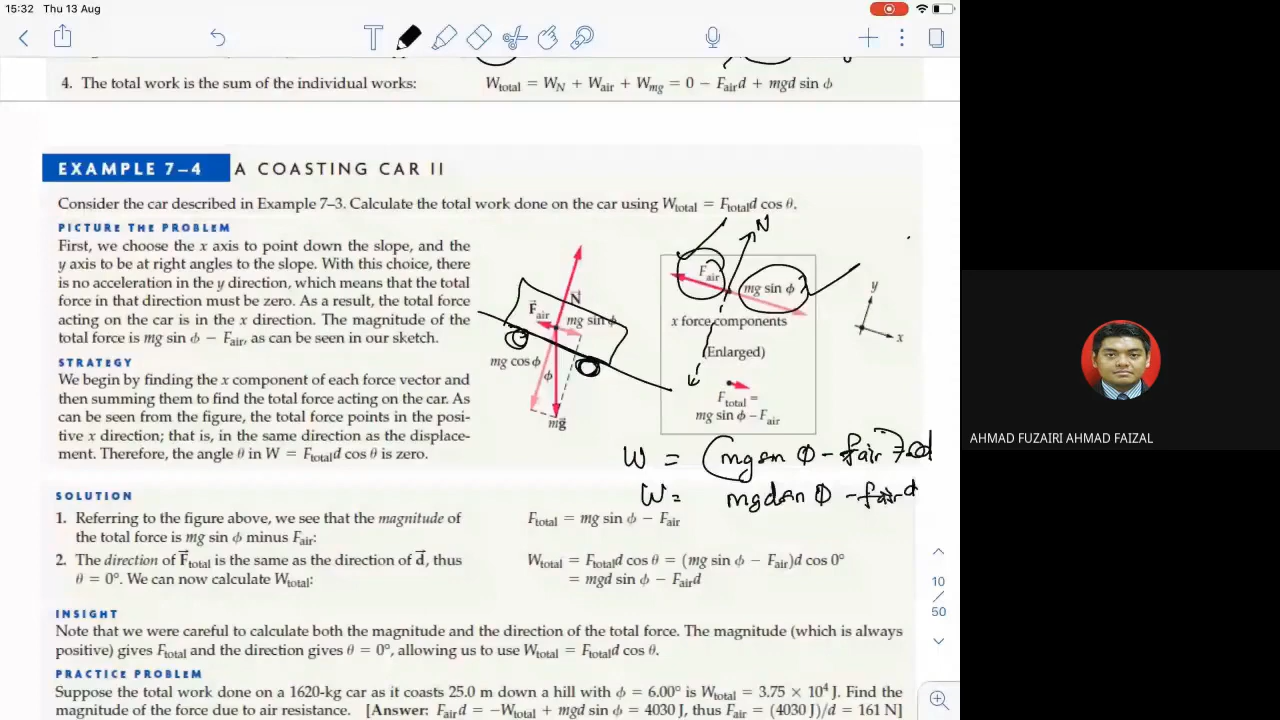 15:32 Thu 13 Aug
4. The total work is the sum of the individual works: W_total = W_N + W_air + W_mg = 0 − F_air d + mgd sin ϕ
EXAMPLE 7–4 A COASTING CAR II
Consider the car described in Example 7–3. Calculate the total work done on the car using W_total = F_total d cos θ.
PICTURE THE PROBLEM
First, we choose the x axis to point down the slope, and the
y axis to be at right angles to the slope. With this choice, there
is no acceleration in the y direction, which means that the total
force in that direction must be zero. As a result, the total force
acting on the car is in the x direction. The magnitude of the
total force is mg sin ϕ − F_air, as can be seen in our sketch.
STRATEGY
We begin by finding the x component of each force vector and
then summing them to find the total force acting on the car. As
can be seen from the figure, the total force points in the posi-
tive x direction; that is, in the same direction as the displace-
ment. Therefore, the angle θ in W = F_total d cos θ is zero.
N⃗
F⃗_air
mg sin ϕ
mg cos ϕ
ϕ
mg⃗
N
F_air
mg sin ϕ
x force components
(Enlarged)
F_total =
mg sin ϕ − F_air
y
x
W = (mg sin ϕ − fair) d
W = mgd sin ϕ − fair d
SOLUTION
1. Referring to the figure above, we see that the magnitude of
the total force is mg sin ϕ minus F_air:
F_total = mg sin ϕ − F_air
2. The direction of F⃗_total is the same as the direction of d⃗, thus
θ = 0°. We can now calculate W_total:
W_total = F_total d cos θ = (mg sin ϕ − F_air)d cos 0°
= mgd sin ϕ − F_air d
INSIGHT
Note that we were careful to calculate both the magnitude and the direction of the total force. The magnitude (which is always
positive) gives F_total and the direction gives θ = 0°, allowing us to use W_total = F_total d cos θ.
PRACTICE PROBLEM
Suppose the total work done on a 1620-kg car as it coasts 25.0 m down a hill with ϕ = 6.00° is W_total = 3.75 × 10⁴ J. Find the
magnitude of the force due to air resistance. [Answer: F_air d = −W_total + mgd sin ϕ = 4030 J, thus F_air = (4030 J)/d = 161 N]
10
/
50
AHMAD FUZAIRI AHMAD FAIZAL